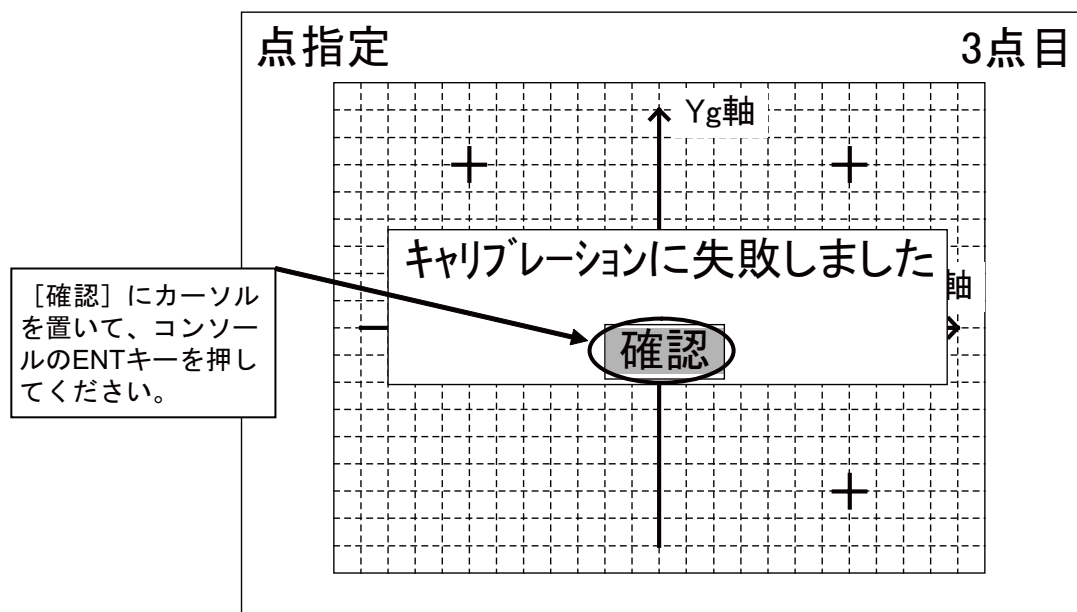 点指定
3点目
Yg軸
キャリブレーションに失敗しました
軸
確認
［確認］にカーソル
を置いて、コンソー
ルのENTキーを押し
てください。